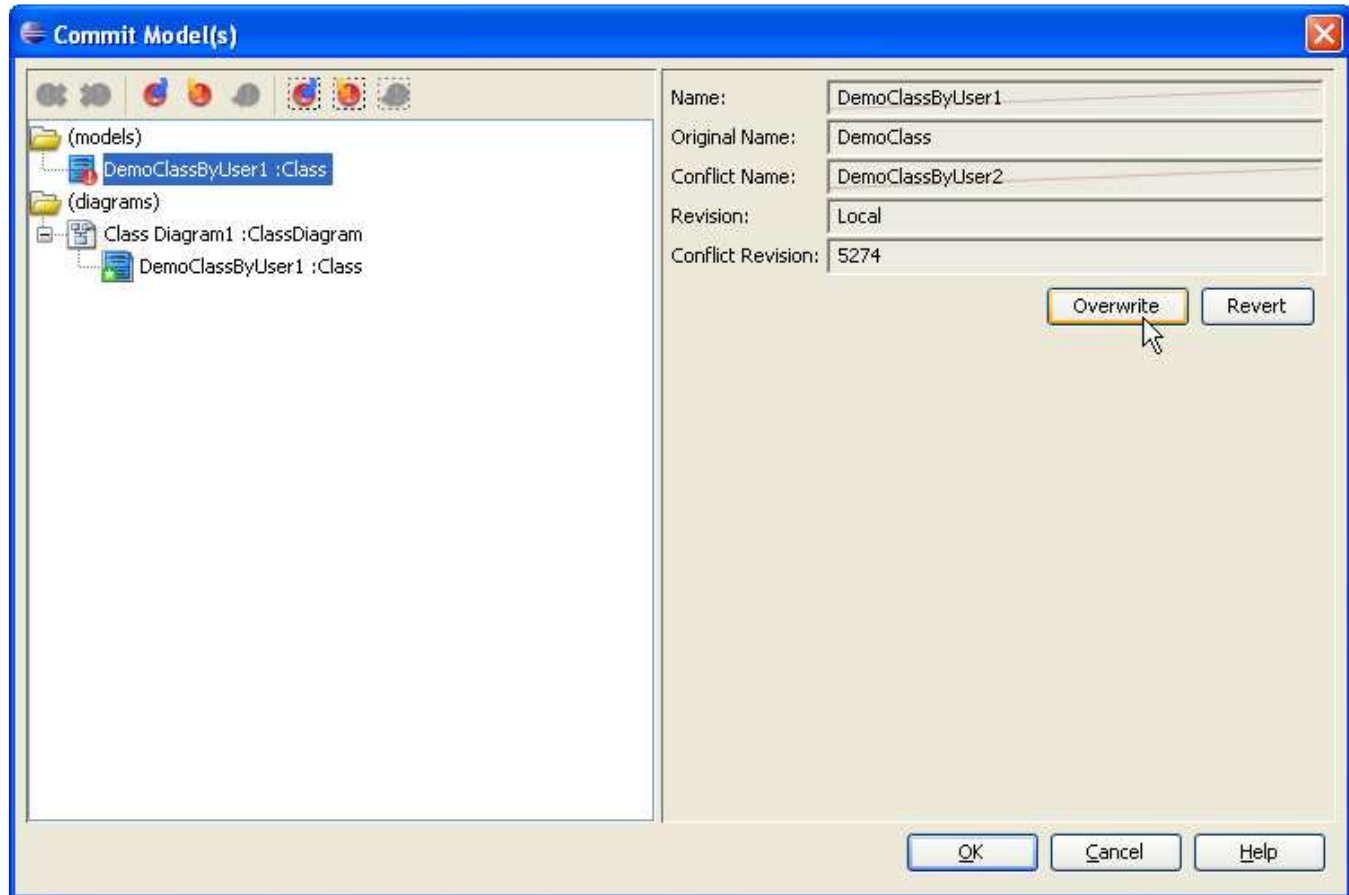 Commit Model(s)
(models)
DemoClassByUser1 :Class
(diagrams)
Class Diagram1 :ClassDiagram
DemoClassByUser1 :Class
Name: DemoClassByUser1
Original Name: DemoClass
Conflict Name: DemoClassByUser2
Revision: Local
Conflict Revision: 5274
Overwrite Revert
OK Cancel Help